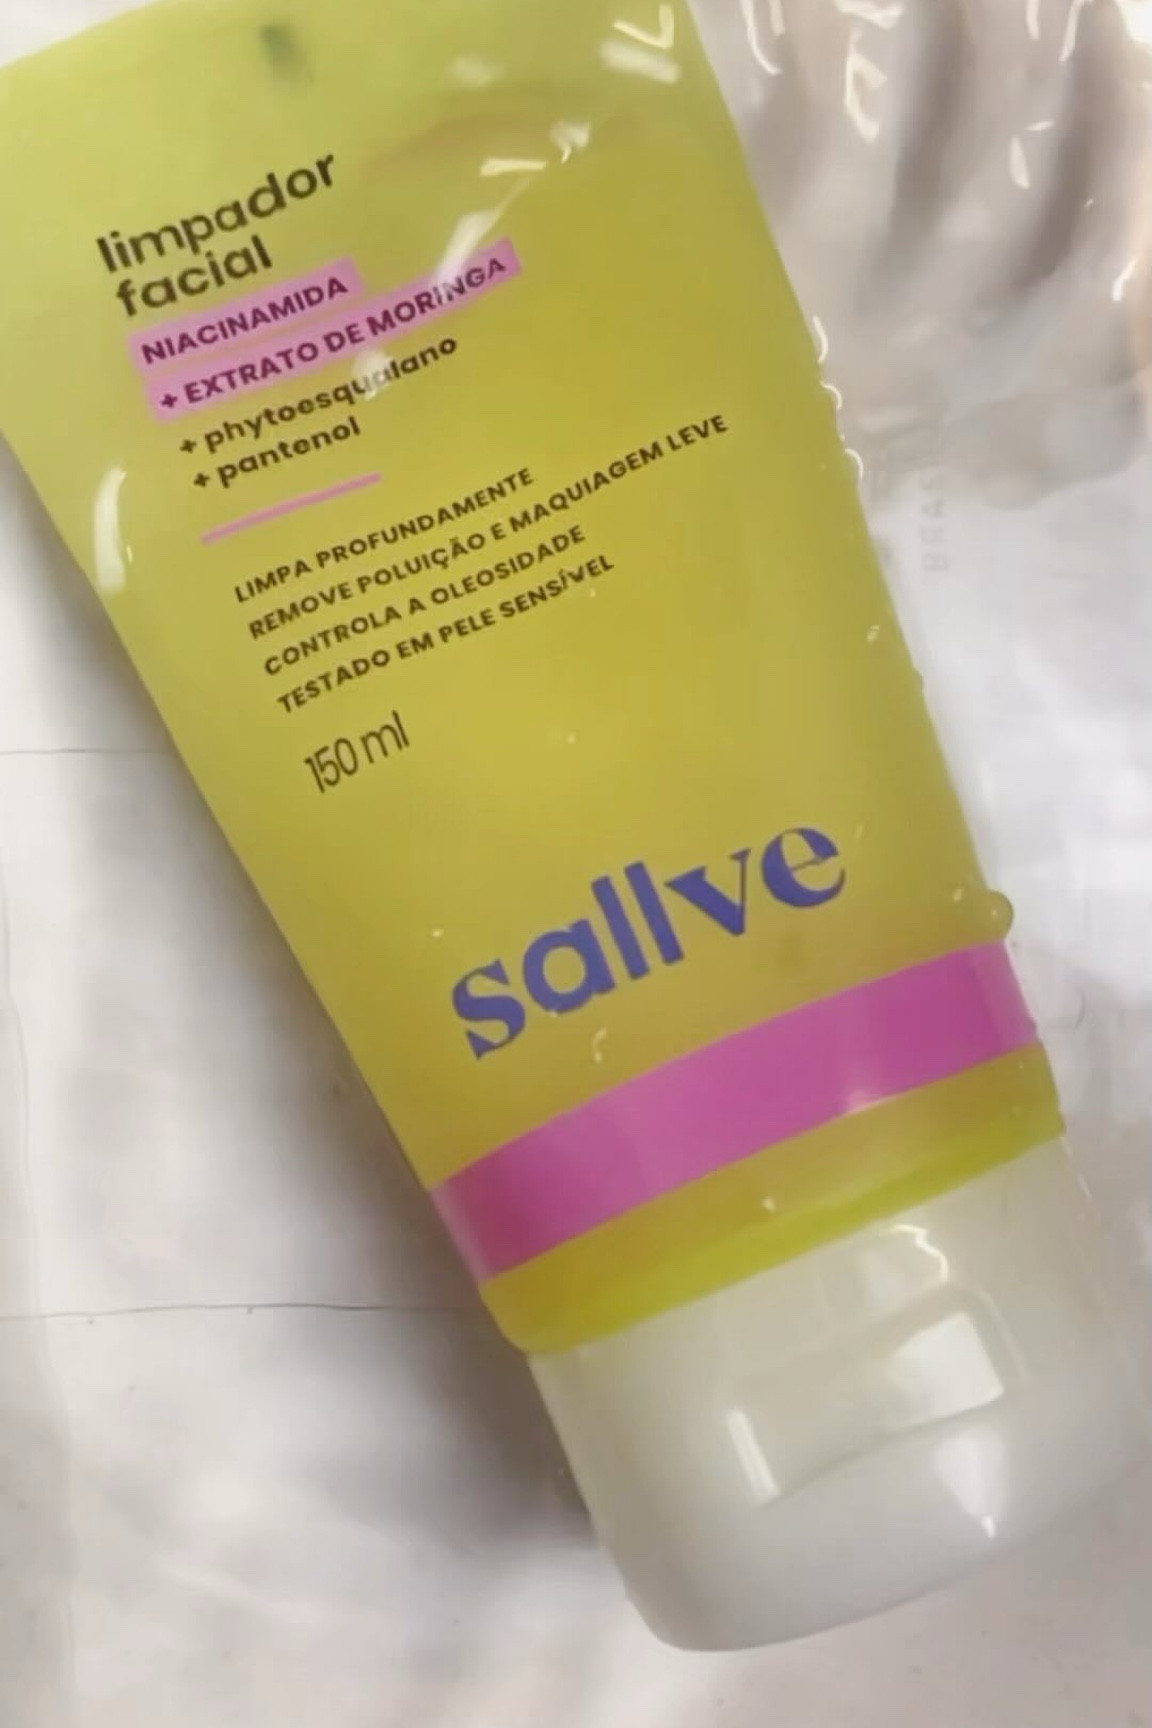 limpador
facial
NIACINAMIDA
+ EXTRATO DE MORINGA
+ phytoesqualano
+ pantenol
LIMPA PROFUNDAMENTE
REMOVE POLUIÇÃO E MAQUIAGEM LEVE
CONTROLA A OLEOSIDADE
TESTADO EM PELE SENSÍVEL
150 ml
sallve